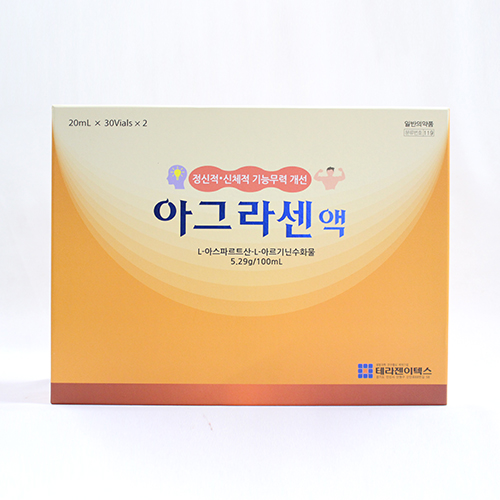 20mL × 30Vials × 2
일반의약품
정신적·신체적 기능무력 개선
아그라센 액
L-아스파르트산-L-아르기닌수화물
5.29g/100mL
테라젠이텍스